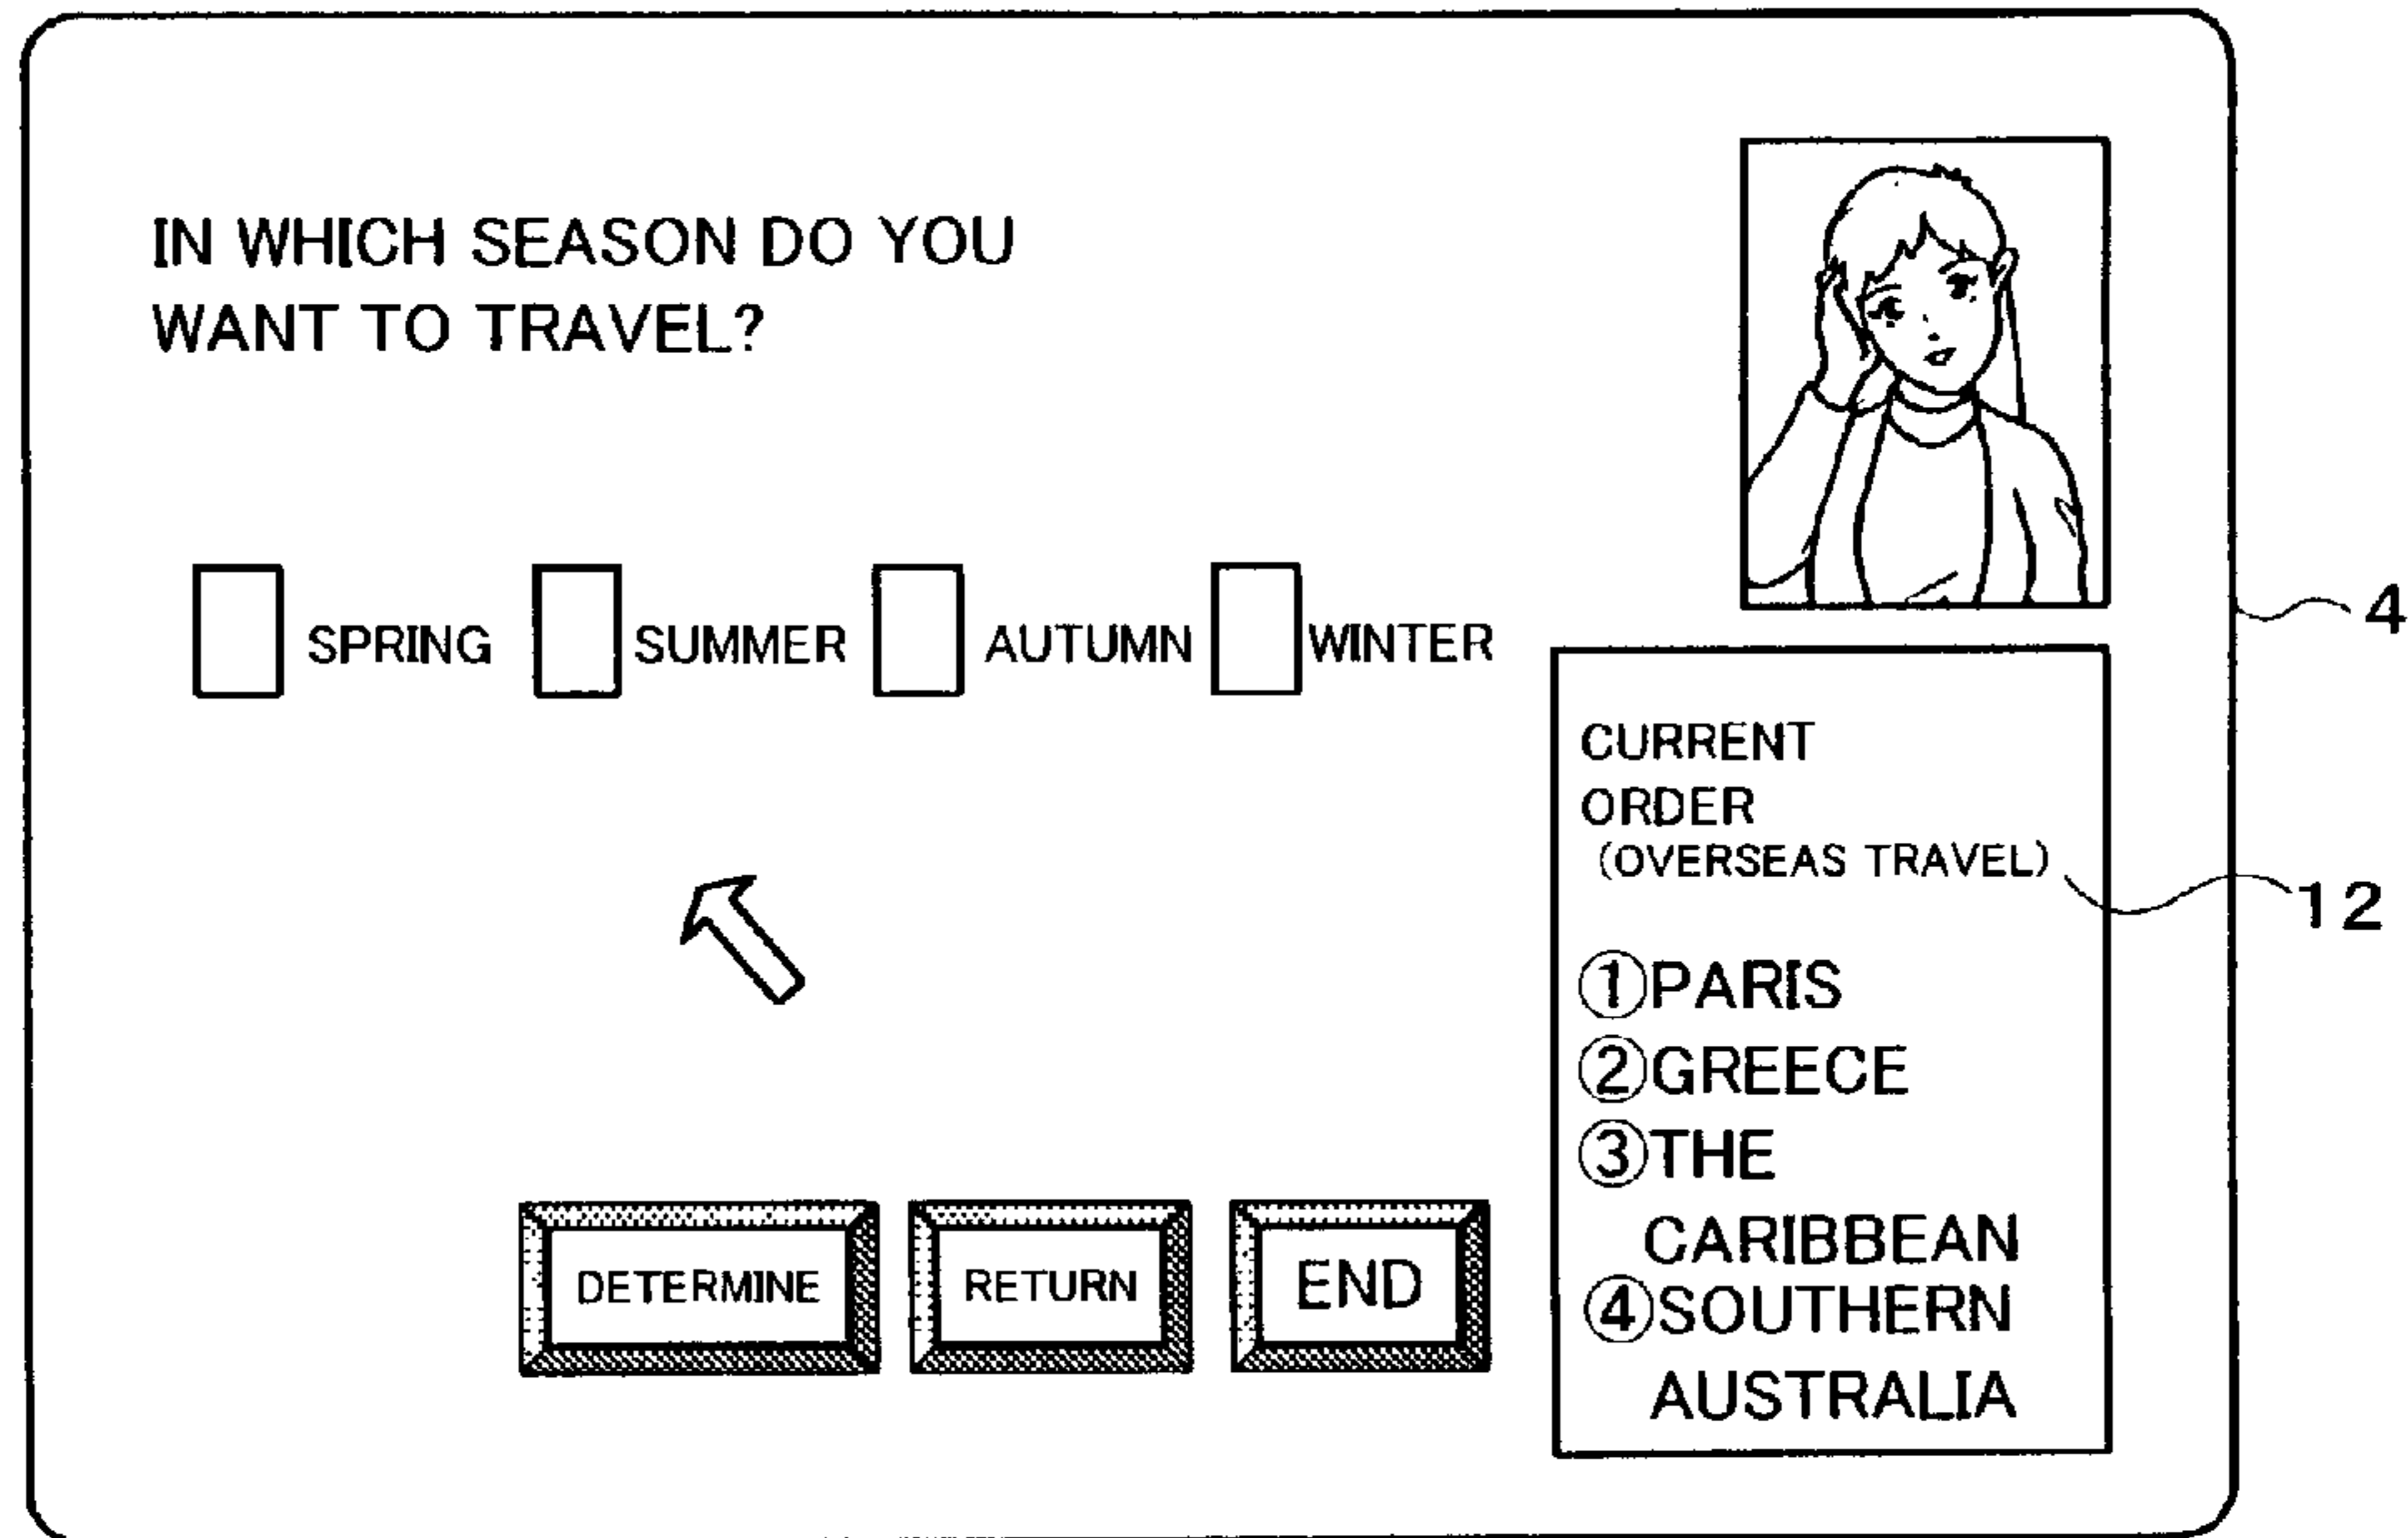 IN WHICH SEASON DO YOU
WANT TO TRAVEL?
SPRING
SUMMER
AUTUMN
WINTER
4
CURRENT
ORDER
(OVERSEAS TRAVEL)
12
①PARIS
②GREECE
③THE
CARIBBEAN
④SOUTHERN
AUSTRALIA
DETERMINE
RETURN
END